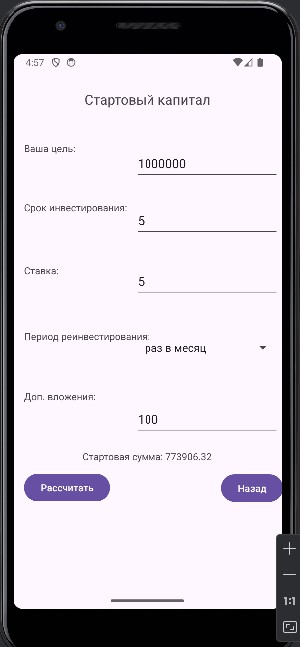 4:57
Стартовый капитал
Ваша цель:
1000000
Срок инвестирования:
5
Ставка:
5
Период реинвестирования:
раз в месяц
Доп. вложения:
100
Стартовая сумма: 773906.32
Рассчитать
Назад
1:1